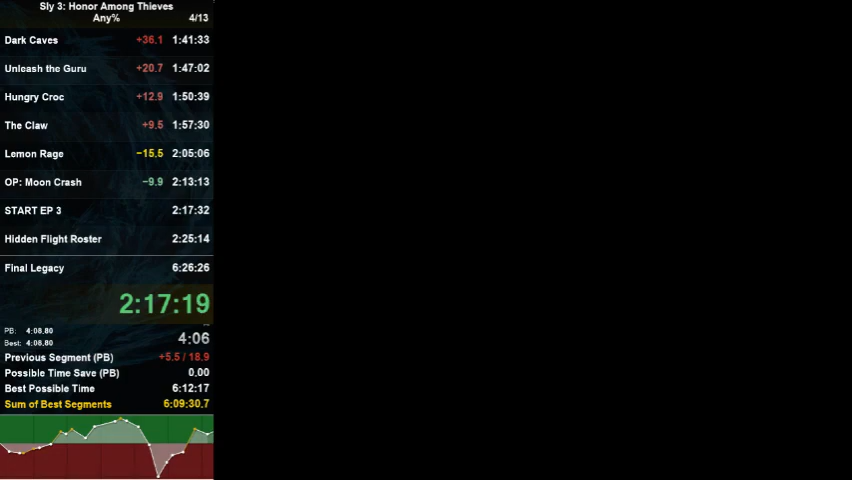 Sly 3: Honor Among Thieves
Any% 4/13
Dark Caves +36.1 1:41:33
Unleash the Guru +20.7 1:47:02
Hungry Croc +12.9 1:50:39
The Claw +9.5 1:57:30
Lemon Rage −15.5 2:05:06
OP: Moon Crash −9.9 2:13:13
START EP 3 2:17:32
Hidden Flight Roster 2:25:14
Final Legacy 6:26:26
2:17:19
PB: 4:08.80
Best: 4:08.80
4:06
Previous Segment (PB) +5.5 / 18.9
Possible Time Save (PB) 0.00
Best Possible Time 6:12:17
Sum of Best Segments 6:09:30.7